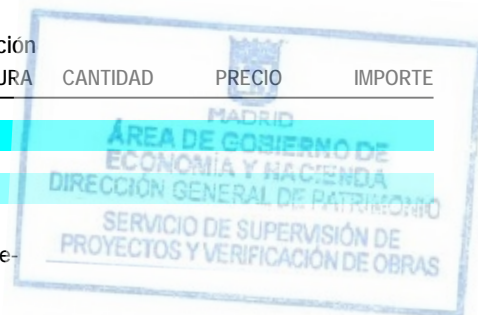 ción
URA CANTIDAD PRECIO IMPORTE
MADRID
ÁREA DE GOBIERNO DE
ECONOMÍA Y HACIENDA
DIRECCIÓN GENERAL DE PATRIMONIO
SERVICIO DE SUPERVISIÓN DE
PROYECTOS Y VERIFICACIÓN DE OBRAS
e-